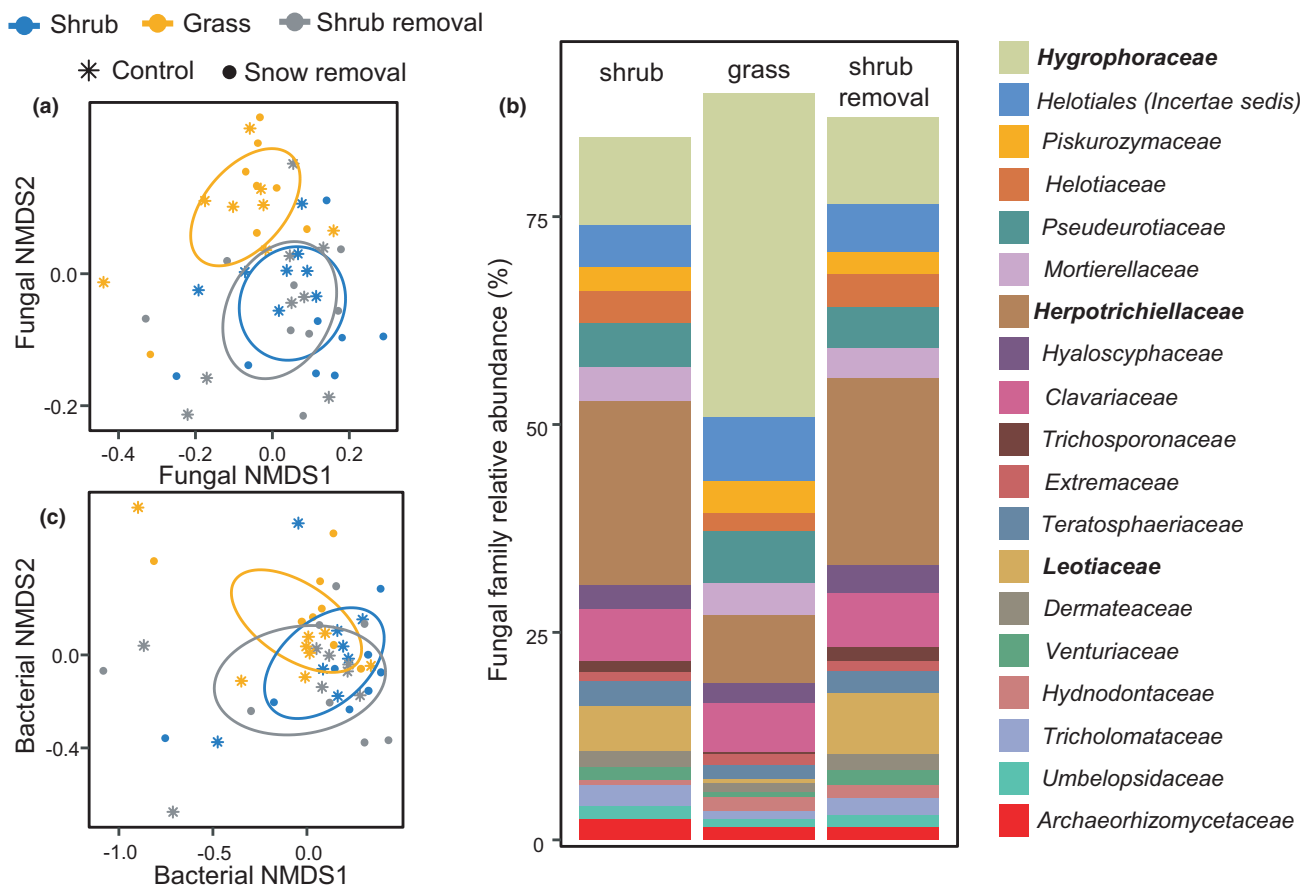 Shrub Grass Shrub removal
Control Snow removal
(a)
Fungal NMDS2
0.0
-0.2
-0.4 -0.2 0.0 0.2
Fungal NMDS1
(c)
Bacterial NMDS2
0.0
-0.4
-1.0 -0.5 0.0
Bacterial NMDS1
(b)
Fungal family relative abundance (%)
75
50
25
0
shrub grass shrub
removal
Hygrophoraceae
Helotiales (Incertae sedis)
Piskurozymaceae
Helotiaceae
Pseudeurotiaceae
Mortierellaceae
Herpotrichiellaceae
Hyaloscyphaceae
Clavariaceae
Trichosporonaceae
Extremaceae
Teratosphaeriaceae
Leotiaceae
Dermateaceae
Venturiaceae
Hydnodontaceae
Tricholomataceae
Umbelopsidaceae
Archaeorhizomycetaceae